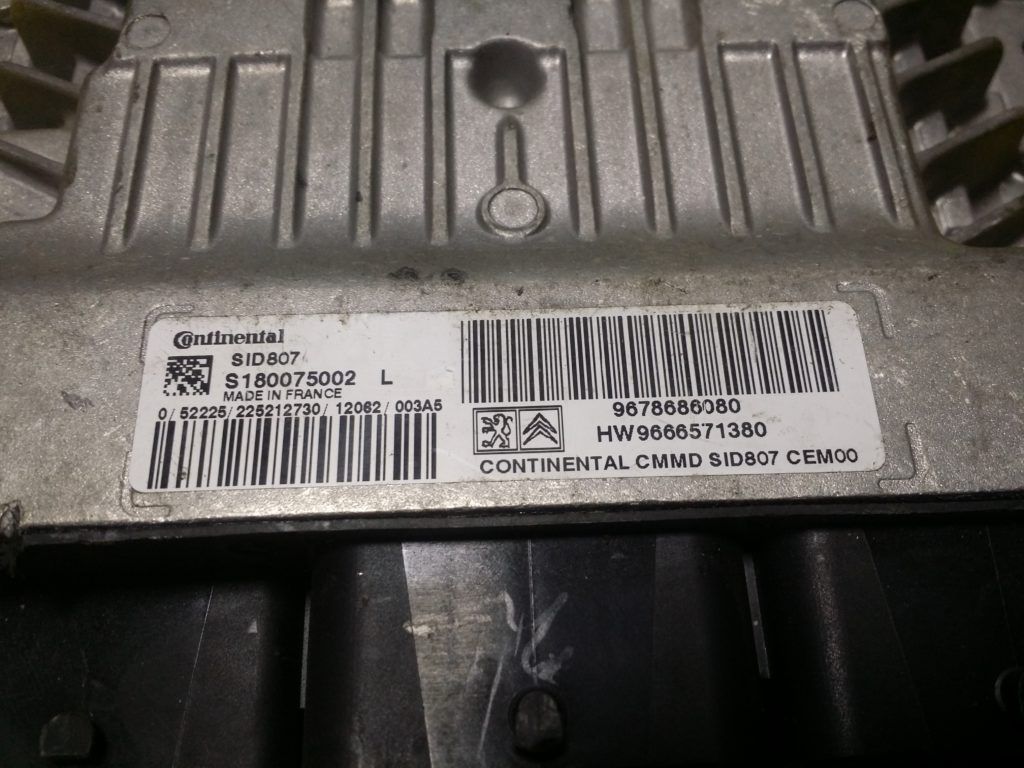 Continental
SID807
S180075002 L
MADE IN FRANCE
0/52225/225212730/12062/003A5
9678686080
HW9666571380
CONTINENTAL CMMD SID807 CEM00